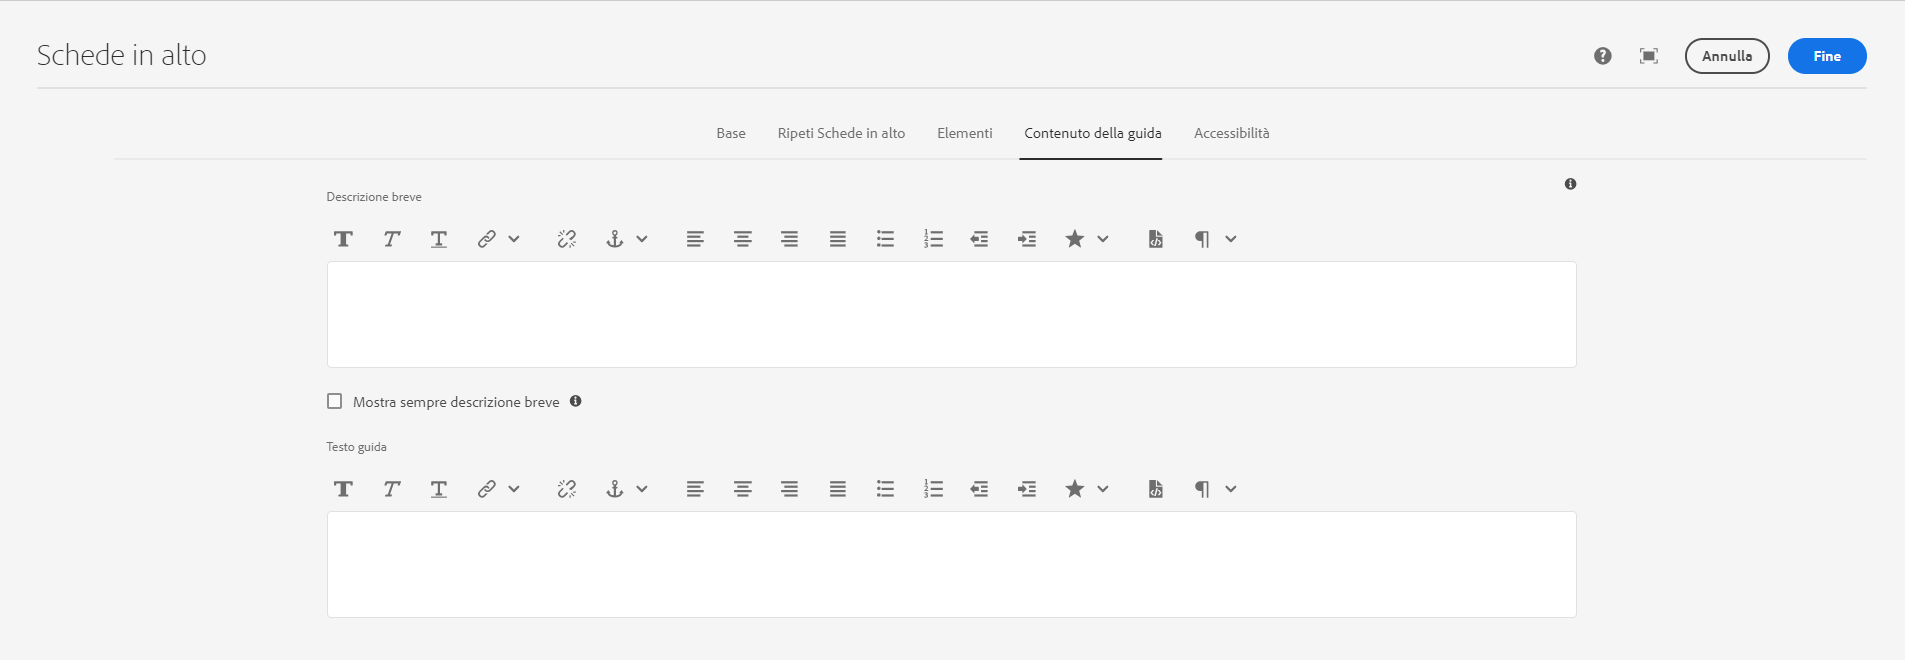 Schede in alto
Annulla
Fine
Base
Ripeti Schede in alto
Elementi
Contenuto della guida
Accessibilità
Descrizione breve
Mostra sempre descrizione breve
Testo guida